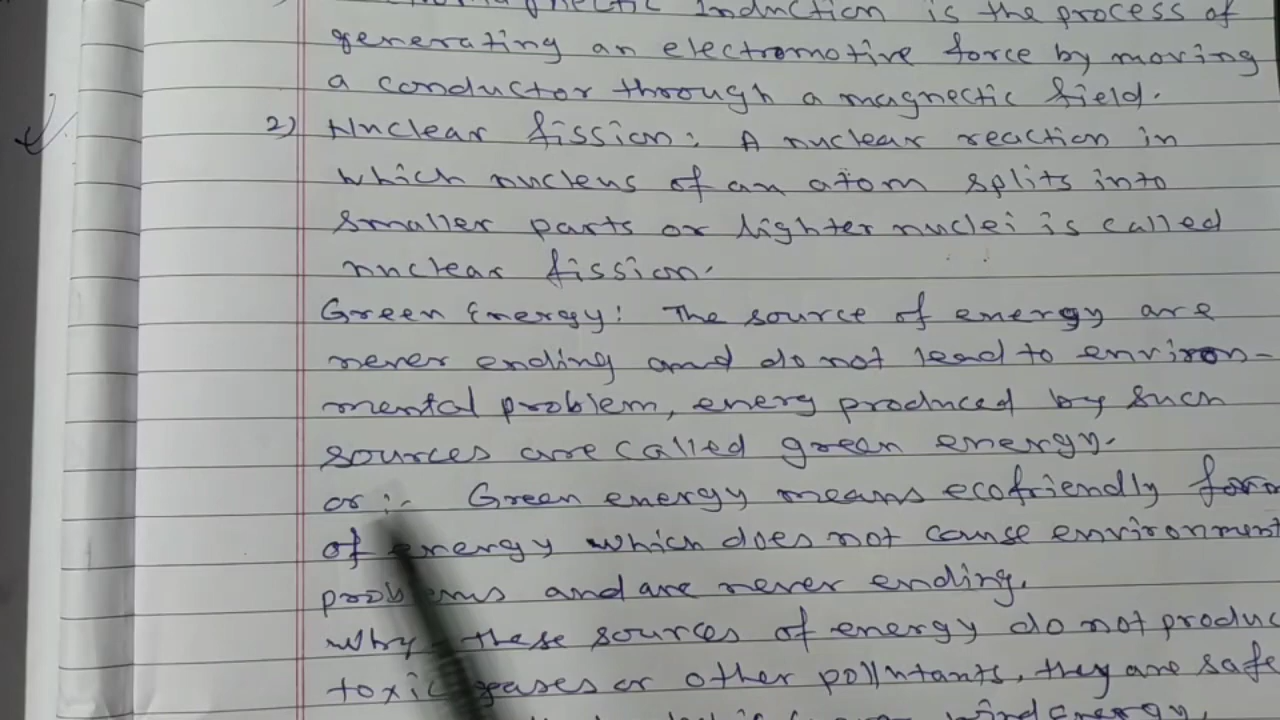 Induction is the process of
generating an electromotive force by moving
a conductor through a magnectic field.
2) Nuclear fission: A nuclear reaction in
which nucleus of an atom splits into
smaller parts or lighter nuclei is called
nuclear fission.
Green Energy: The source of energy are
never ending and do not lead to environ-
mental problem, energy produced by such
sources are called green energy.
or :- Green energy means ecofriendly form
of energy which does not cause environment
problems and are never ending.
Why - these sources of energy do not produc
toxic gases or other pollutants, they are safe
wind Energy,